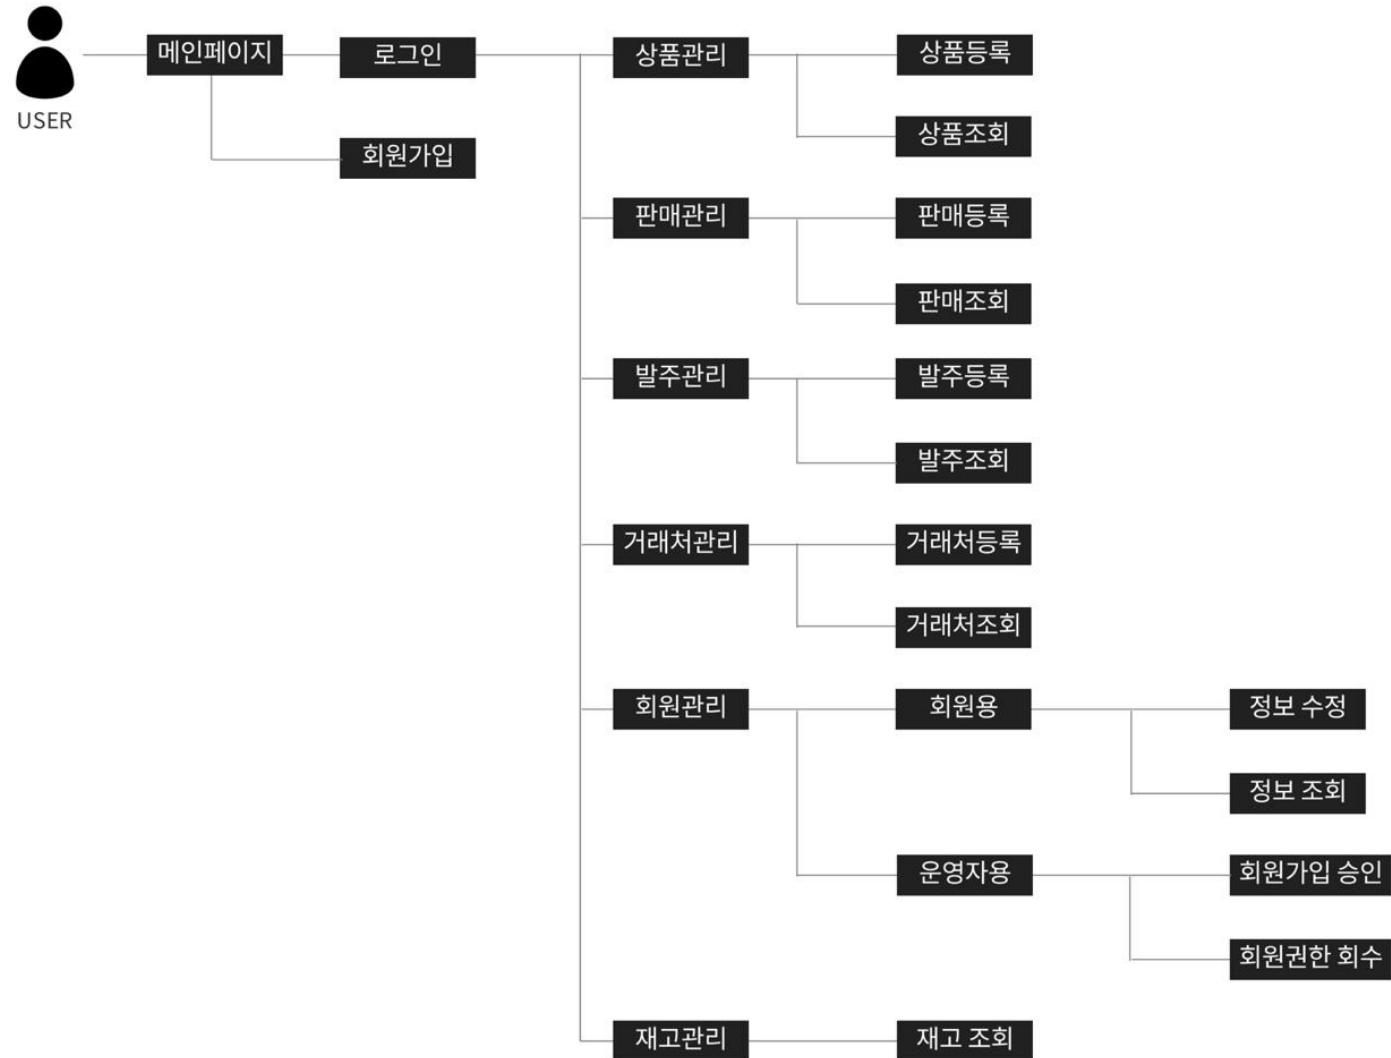 USER
메인페이지
로그인
회원가입
상품관리
상품등록
상품조회
판매관리
판매등록
판매조회
발주관리
발주등록
발주조회
거래처관리
거래처등록
거래처조회
회원관리
회원용
정보 수정
정보 조회
운영자용
회원가입 승인
회원권한 회수
재고관리
재고 조회